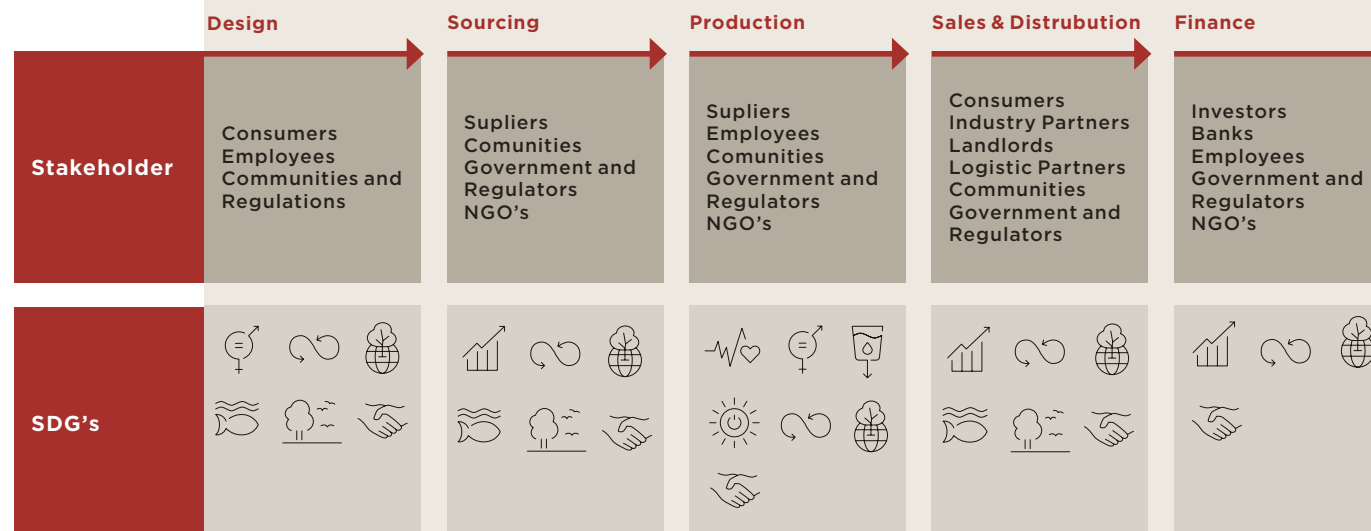 Design
Sourcing
Production
Sales & Distrubution
Finance
Stakeholder
Consumers
Employees
Communities and
Regulations
Supliers
Comunities
Government and
Regulators
NGO's
Supliers
Employees
Comunities
Government and
Regulators
NGO's
Consumers
Industry Partners
Landlords
Logistic Partners
Communities
Government and
Regulators
Investors
Banks
Employees
Government and
Regulators
NGO's
SDG's